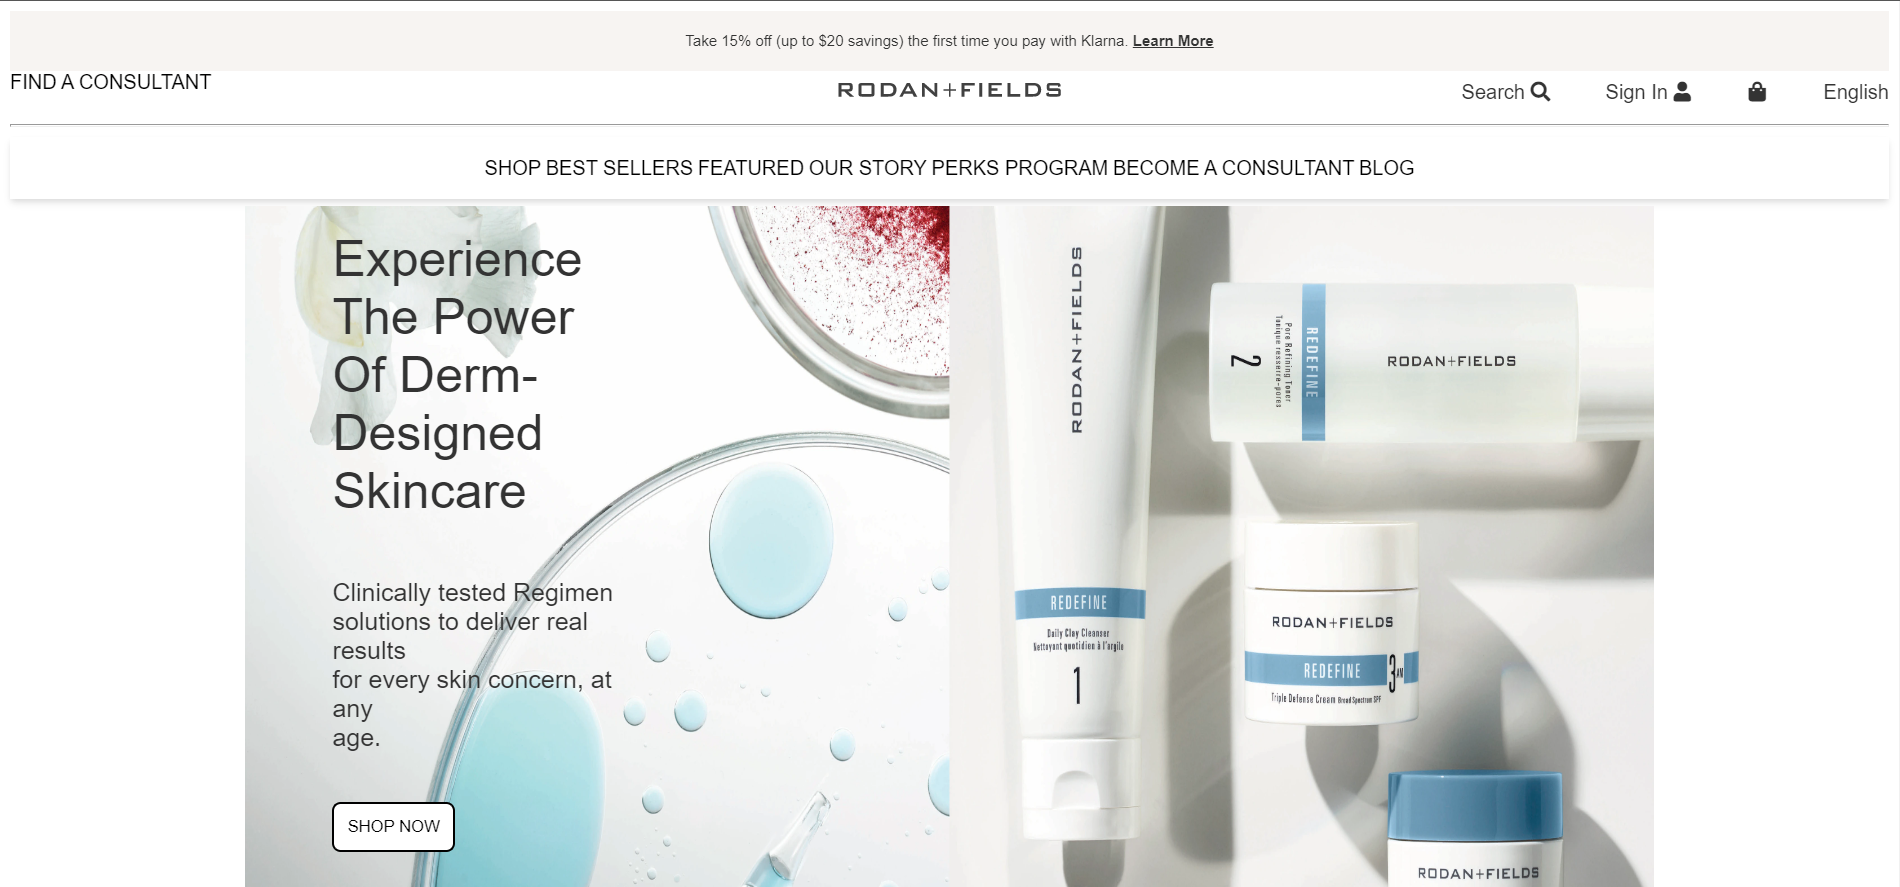 Take 15% off (up to $20 savings) the first time you pay with Klarna. Learn More
FIND A CONSULTANT
RODAN+FIELDS
Search
Sign In
English
SHOP BEST SELLERS FEATURED OUR STORY PERKS PROGRAM BECOME A CONSULTANT BLOG
Experience
The Power
Of Derm-
Designed
Skincare
Clinically tested Regimen
solutions to deliver real
results
for every skin concern, at
any
age.
SHOP NOW
RODAN+FIELDS
REDEFINE
Daily Clay Cleanser
Nettoyant quotidien à l'argile
1
RODAN+FIELDS
REDEFINE
Pore Refining Toner
Tonique resserre-pores
2
RODAN+FIELDS
REDEFINE
3 AM
Triple Defense Cream Broad Spectrum SPF
RODAN+FIELDS